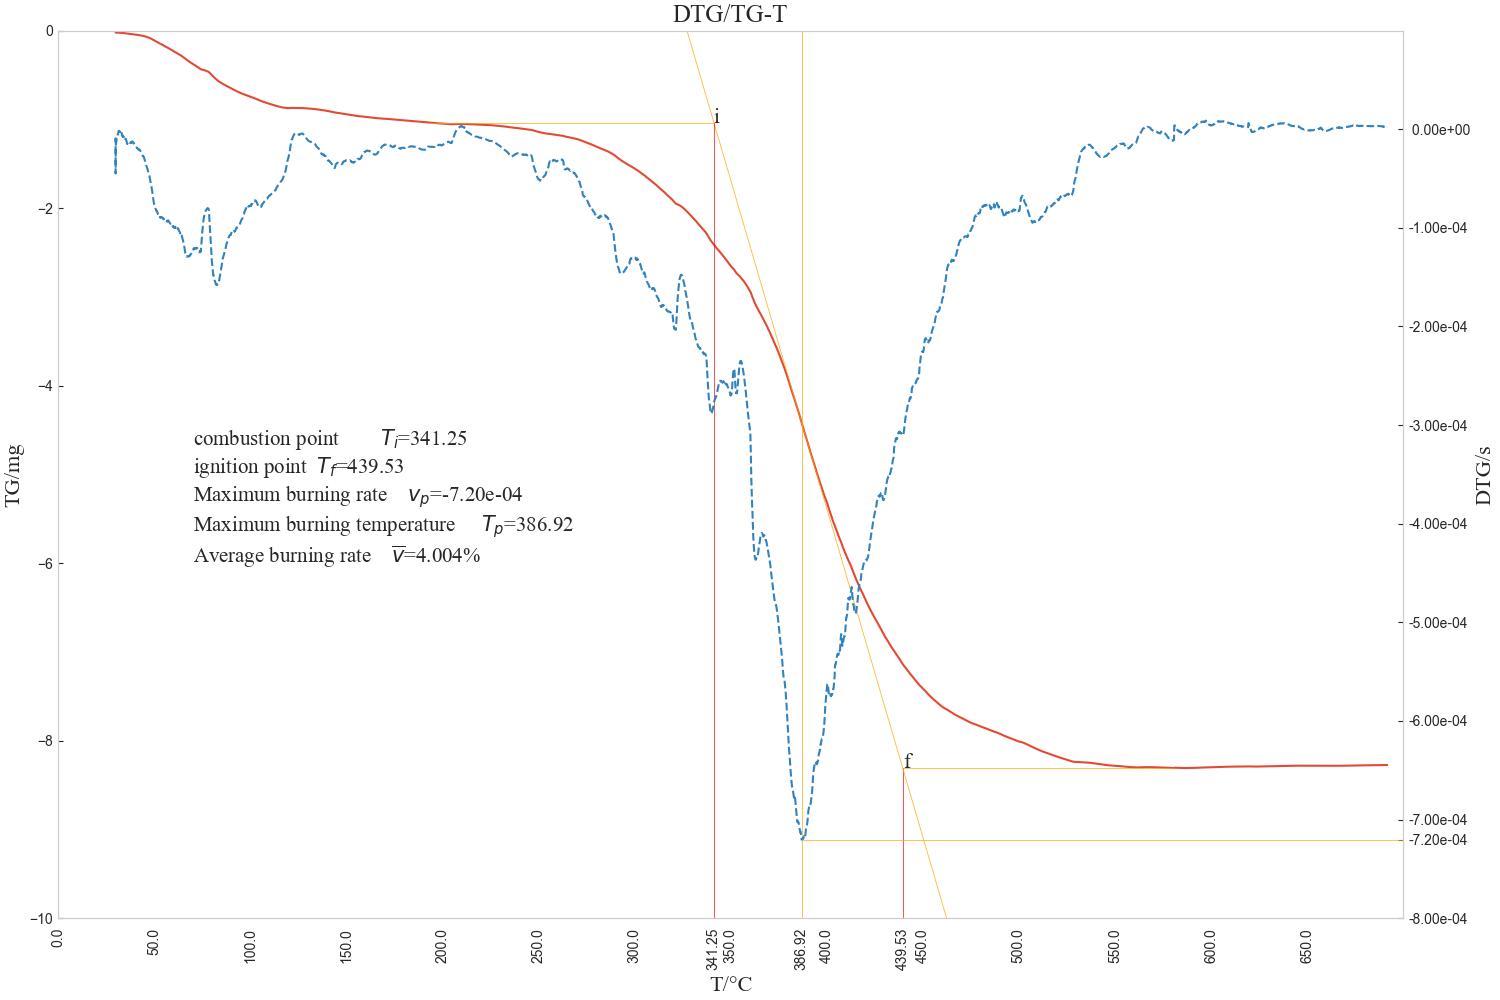 DTG/TG-T
0
−2
−4
−6
−8
−10
TG/mg
i
f
combustion point Ti=341.25
ignition point Tf=439.53
Maximum burning rate vp=-7.20e-04
Maximum burning temperature Tp=386.92
Average burning rate v̅=4.004%
0.00e+00
-1.00e-04
-2.00e-04
-3.00e-04
-4.00e-04
-5.00e-04
-6.00e-04
-7.00e-04
-7.20e-04
-8.00e-04
DTG/s
0.0
50.0
100.0
150.0
200.0
250.0
300.0
341.25
350.0
386.92
400.0
439.53
450.0
500.0
550.0
600.0
650.0
T/°C